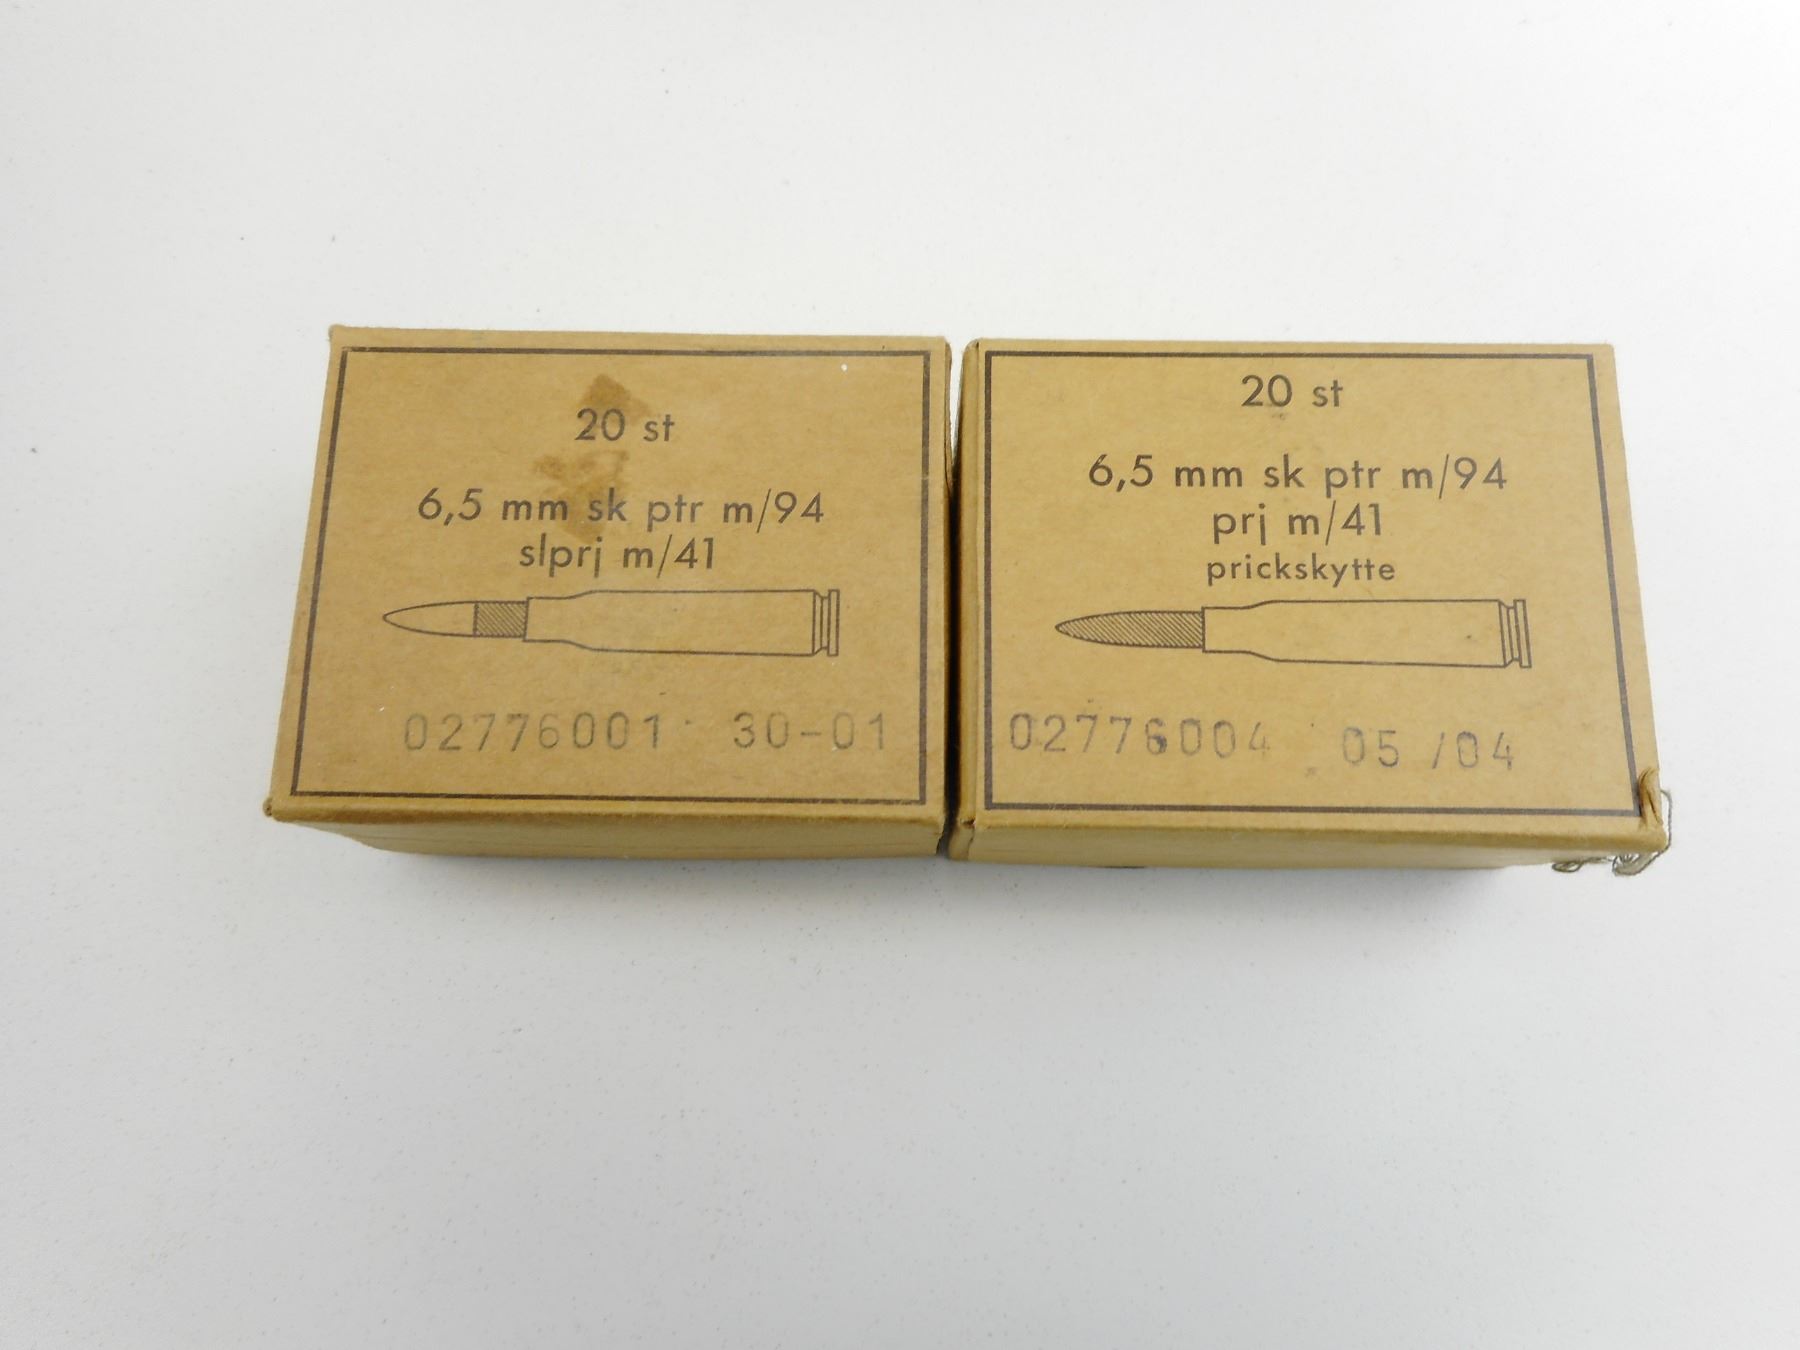 20 st
6,5 mm sk ptr m/94
slprj m/41
02776001 30-01
20 st
6,5 mm sk ptr m/94
prj m/41
prickskytte
02776004 05/04